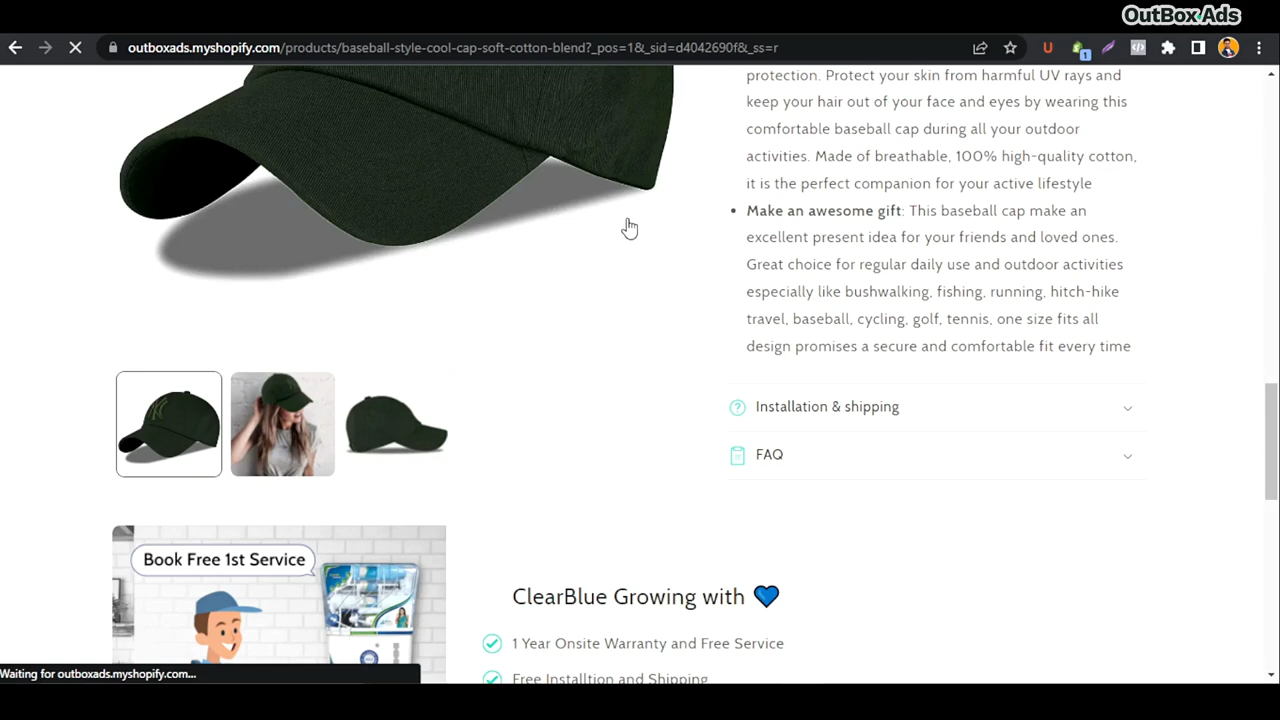 OutBox Ads
outboxads.myshopify.com/products/baseball-style-cool-cap-soft-cotton-blend?_pos=1&_sid=d4042690f&_ss=r
U
1
protection. Protect your skin from harmful UV rays and
keep your hair out of your face and eyes by wearing this
comfortable baseball cap during all your outdoor
activities. Made of breathable, 100% high-quality cotton,
it is the perfect companion for your active lifestyle
Make an awesome gift: This baseball cap make an
excellent present idea for your friends and loved ones.
Great choice for regular daily use and outdoor activities
especially like bushwalking, fishing, running, hitch-hike
travel, baseball, cycling, golf, tennis, one size fits all
design promises a secure and comfortable fit every time
NY
Installation & shipping
FAQ
Book Free 1st Service
ClearBlue Growing with
1 Year Onsite Warranty and Free Service
Free Installtion and Shipping
Waiting for outboxads.myshopify.com...